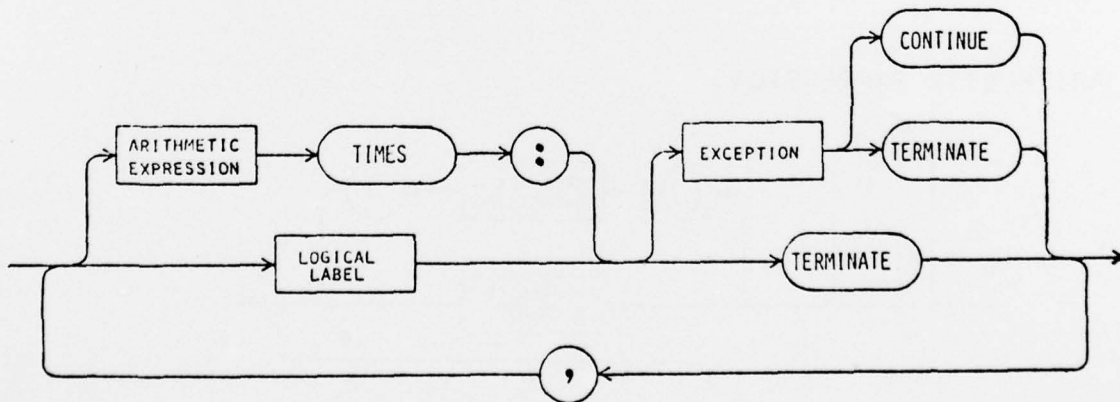 CONTINUE
ARITHMETIC
EXPRESSION
TIMES
:
EXCEPTION
TERMINATE
LOGICAL
LABEL
TERMINATE
,